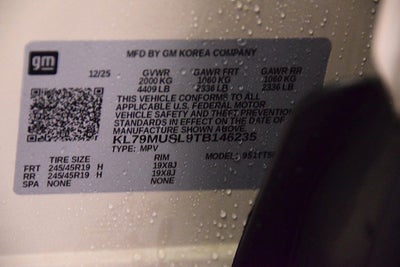 gm
MFD BY GM KOREA COMPANY
12/25 GVWR GAWR FRT GAWR RR
2000 KG 1060 KG 1060 KG
4409 LB 2336 LB 2336 LB
THIS VEHICLE CONFORMS TO ALL
APPLICABLE U.S. FEDERAL MOTOR
VEHICLE SAFETY AND THEFT PREVENTION
STANDARDS IN EFFECT ON THE DATE OF
MANUFACTURE SHOWN ABOVE
KL79MUSL9TB146235
TYPE: MPV MODEL:
TIRE SIZE RIM
FRT 245/45R19 H 19X8J
RR 245/45R19 H 19X8J
SPA NONE NONE